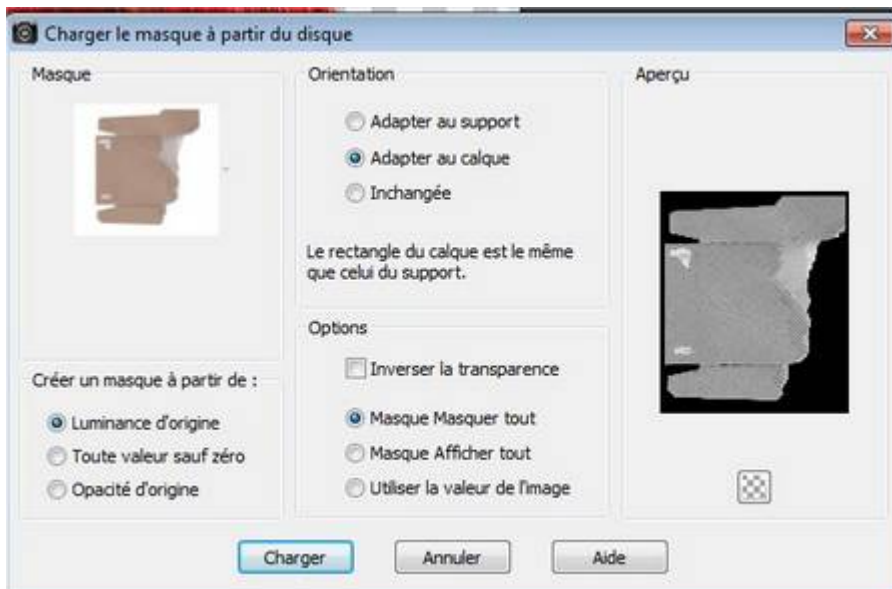 Charger le masque à partir du disque
Masque
Orientation
Aperçu
Adapter au support
Adapter au calque
Inchangée
Le rectangle du calque est le même
que celui du support.
Options
Inverser la transparence
Créer un masque à partir de :
Luminance d'origine
Toute valeur sauf zéro
Opacité d'origine
Masque Masquer tout
Masque Afficher tout
Utiliser la valeur de l'image
Charger
Annuler
Aide